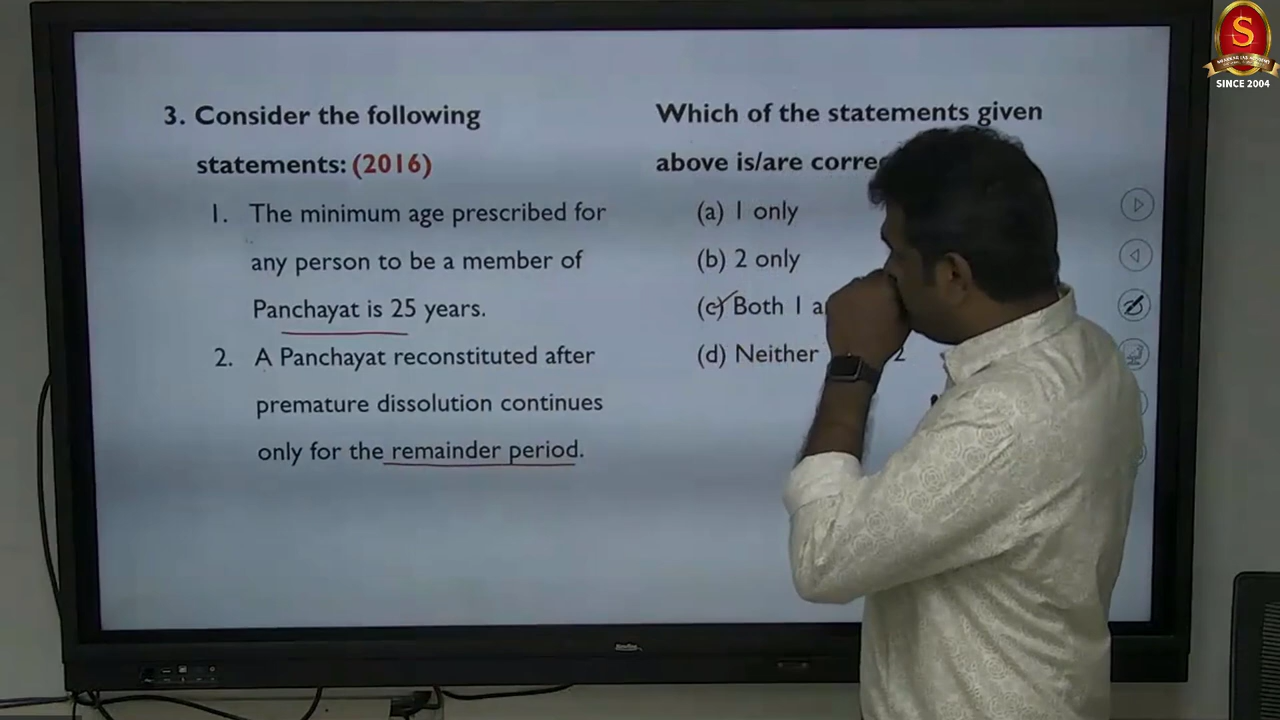 3. Consider the following
statements: (2016)
1. The minimum age prescribed for
any person to be a member of
Panchayat is 25 years.
2. A Panchayat reconstituted after
premature dissolution continues
only for the remainder period.
Which of the statements given
above is/are
(a) 1 only
(b) 2 only
(c) Both 1
(d) Neither 2
S
SINCE 2004